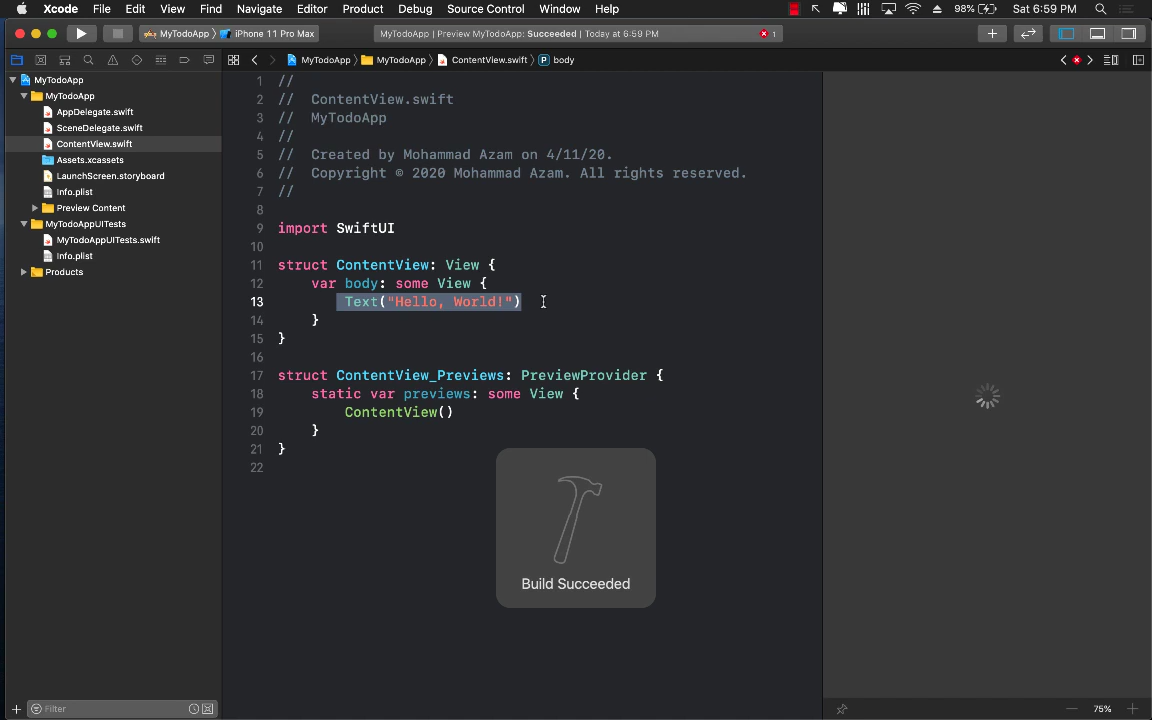 Xcode File Edit View Find Navigate Editor Product Debug Source Control Window Help 98% Sat 6:59 PM
MyTodoApp iPhone 11 Pro Max MyTodoApp | Preview MyTodoApp: Succeeded | Today at 6:59 PM 1
MyTodoApp MyTodoApp ContentView.swift P body
MyTodoApp
MyTodoApp
AppDelegate.swift
SceneDelegate.swift
ContentView.swift
Assets.xcassets
LaunchScreen.storyboard
Info.plist
Preview Content
MyTodoAppUITests
MyTodoAppUITests.swift
Info.plist
Products
1 //
2 // ContentView.swift
3 // MyTodoApp
4 //
5 // Created by Mohammad Azam on 4/11/20.
6 // Copyright © 2020 Mohammad Azam. All rights reserved.
7 //
8
9 import SwiftUI
10
11 struct ContentView: View {
12 var body: some View {
13 Text("Hello, World!")
14 }
15 }
16
17 struct ContentView_Previews: PreviewProvider {
18 static var previews: some View {
19 ContentView()
20 }
21 }
22
Build Succeeded
Filter
75%